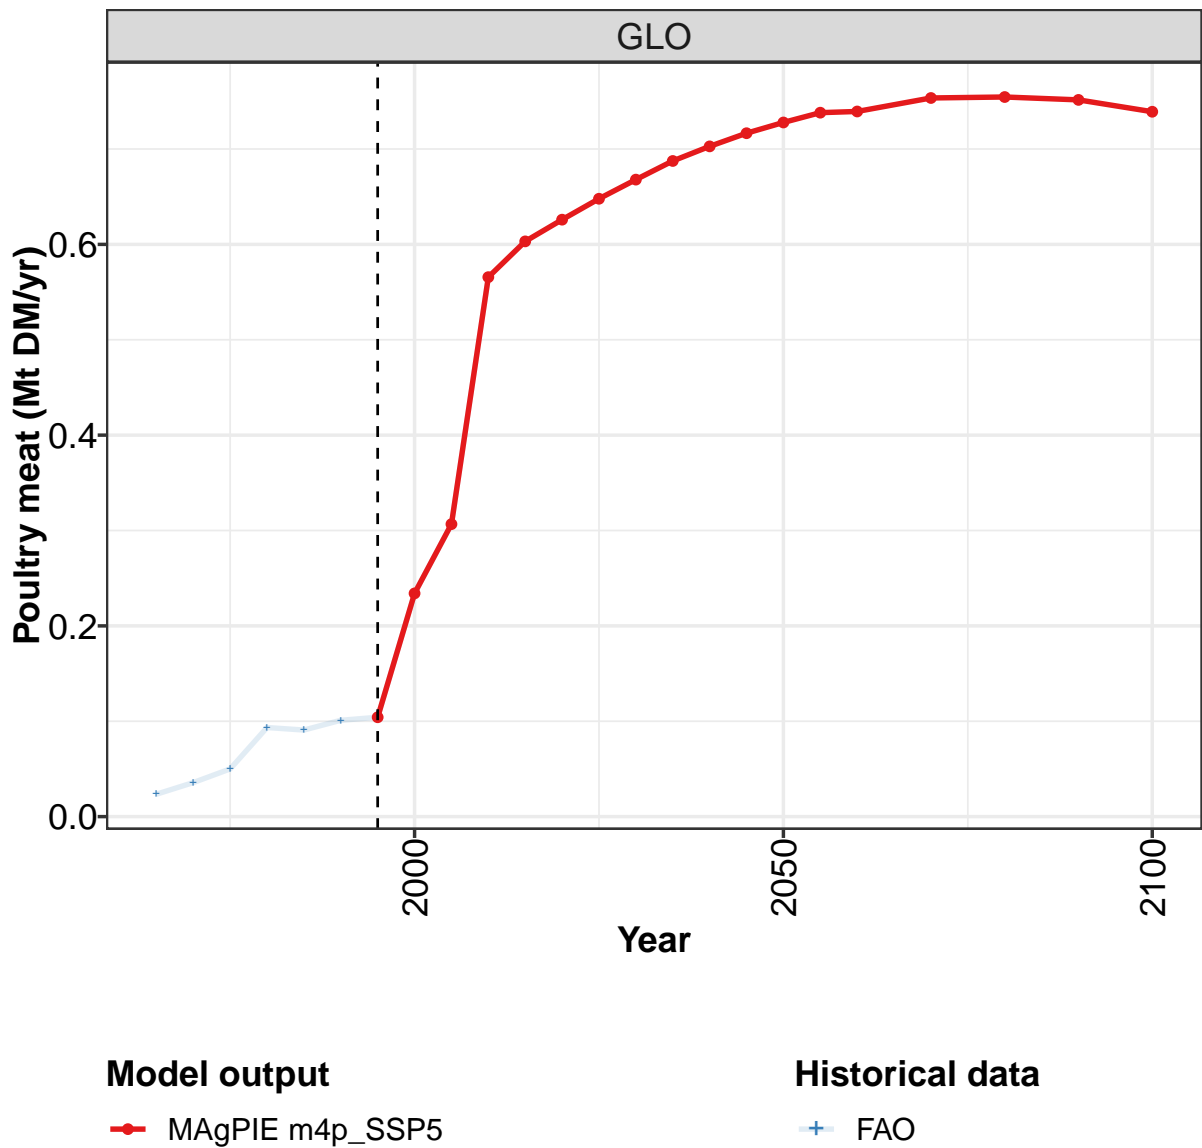 GLO
Poultry meat (Mt DM/yr)
0.6
0.4
0.2
0.0
2000
2050
2100
Year
Model output
Historical data
MAgPIE m4p_SSP5
FAO